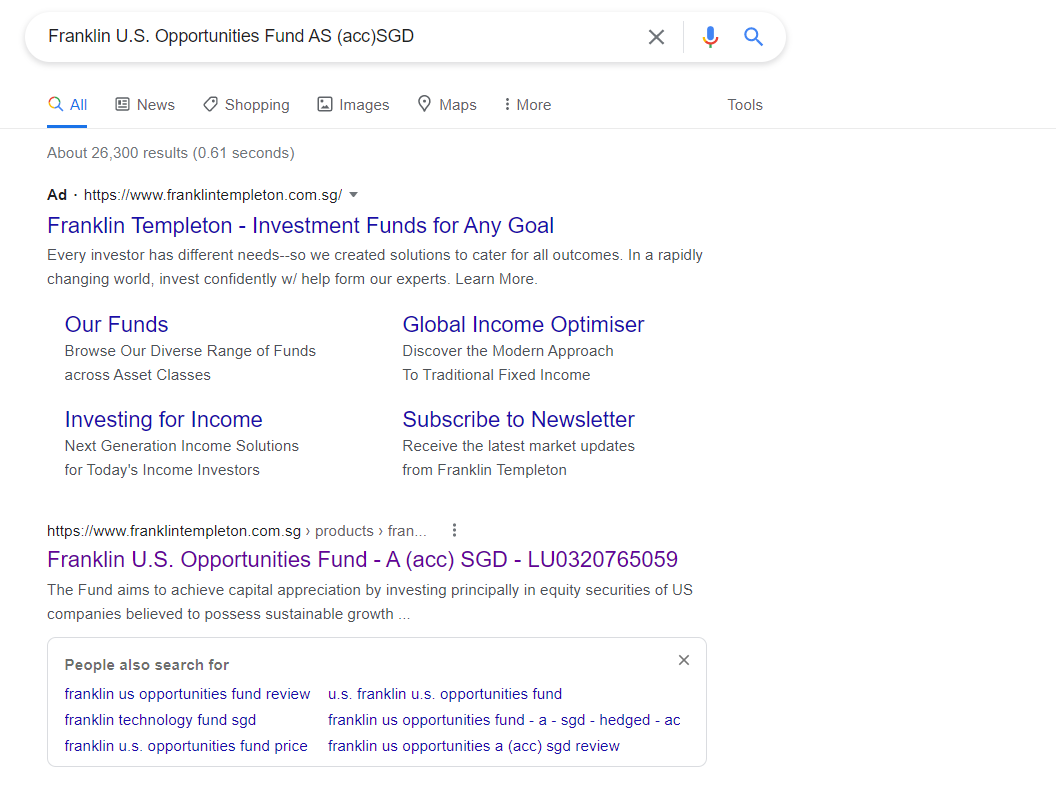 Franklin U.S. Opportunities Fund AS (acc)SGD
All News Shopping Images Maps More Tools
About 26,300 results (0.61 seconds)
Ad · https://www.franklintempleton.com.sg/
Franklin Templeton - Investment Funds for Any Goal
Every investor has different needs--so we created solutions to cater for all outcomes. In a rapidly
changing world, invest confidently w/ help form our experts. Learn More.
Our Funds
Browse Our Diverse Range of Funds
across Asset Classes
Global Income Optimiser
Discover the Modern Approach
To Traditional Fixed Income
Investing for Income
Next Generation Income Solutions
for Today's Income Investors
Subscribe to Newsletter
Receive the latest market updates
from Franklin Templeton
https://www.franklintempleton.com.sg › products › fran...
Franklin U.S. Opportunities Fund - A (acc) SGD - LU0320765059
The Fund aims to achieve capital appreciation by investing principally in equity securities of US
companies believed to possess sustainable growth ...
People also search for
franklin us opportunities fund review
u.s. franklin u.s. opportunities fund
franklin technology fund sgd
franklin us opportunities fund - a - sgd - hedged - ac
franklin u.s. opportunities fund price
franklin us opportunities a (acc) sgd review